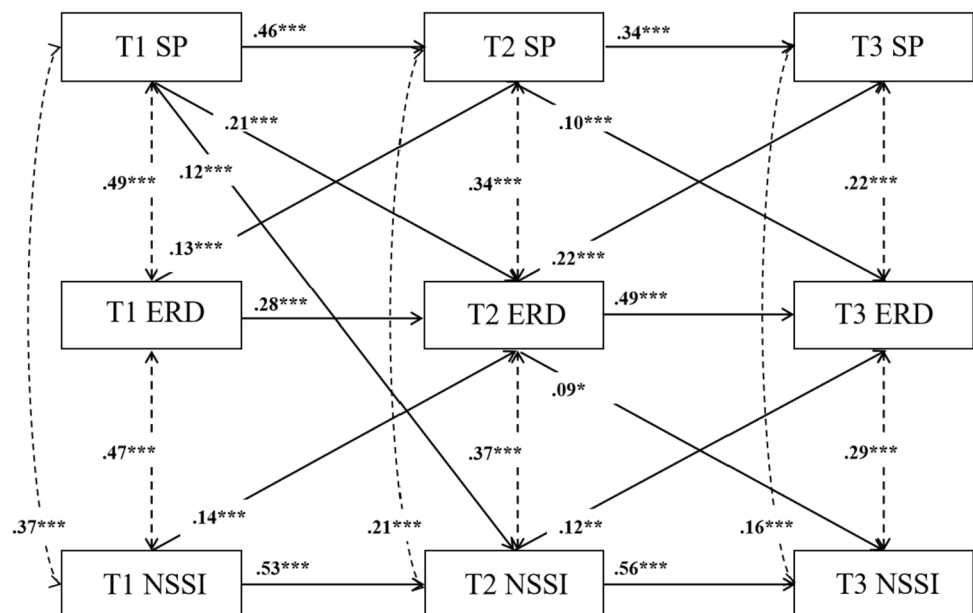 T1 SP .46*** T2 SP .34*** T3 SP
.21*** .10***
.49*** .12*** .34*** .22***
.13*** .22***
T1 ERD .28*** T2 ERD .49*** T3 ERD
.09*
.47*** .37*** .29***
.37*** .14*** .21*** .12** .16***
T1 NSSI .53*** T2 NSSI .56*** T3 NSSI